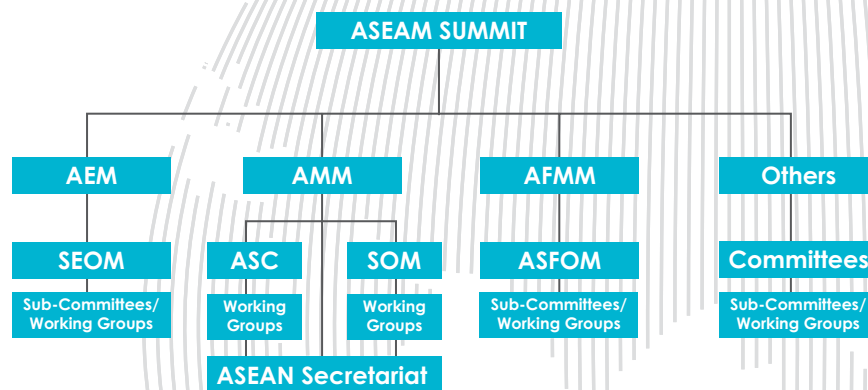 ASEAM SUMMIT
AEM
AMM
AFMM
Others
SEOM
ASC
SOM
ASFOM
Committees
Sub-Committees/
Working Groups
Working
Groups
Working
Groups
Sub-Committees/
Working Groups
Sub-Committees/
Working Groups
ASEAN Secretariat